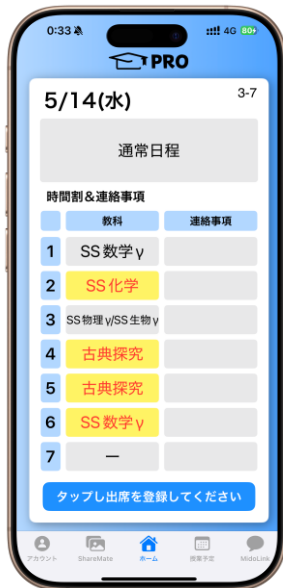 0:33 4G 80
PRO
5/14(水) 3-7
通常日程
時間割&連絡事項
教科 連絡事項
1 SS数学γ
2 SS化学
3 SS物理γ/SS生物γ
4 古典探究
5 古典探究
6 SS数学γ
7 ー
タップし出席を登録してください
アカウント ShareMate ホーム 授業予定 MidoLink